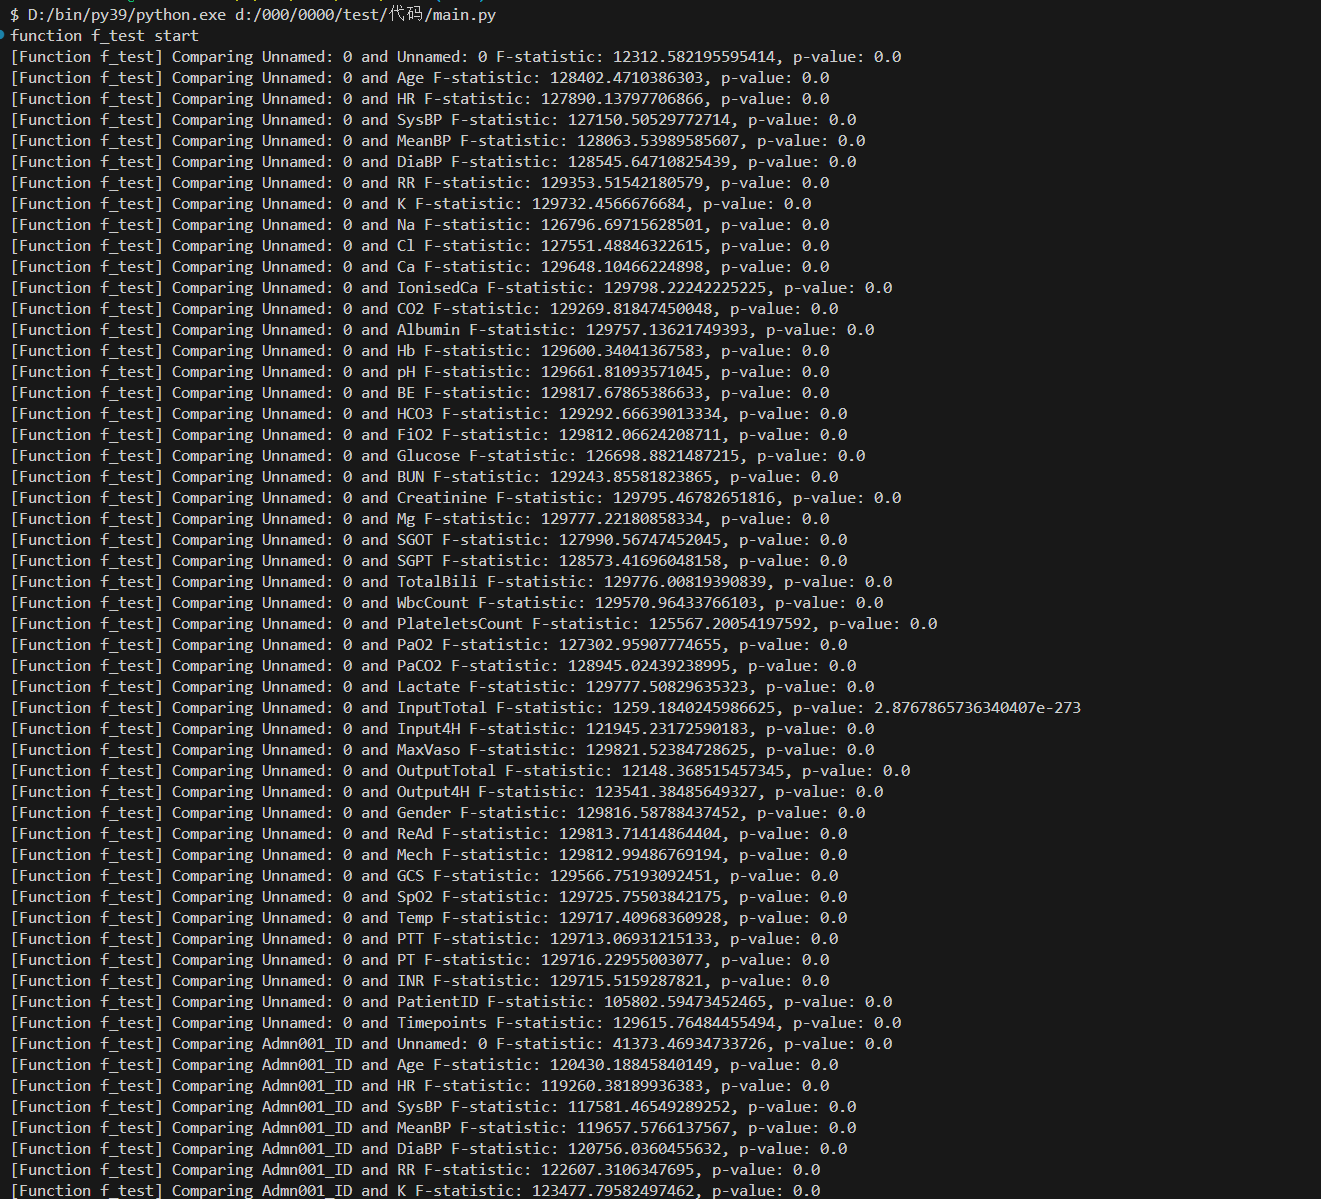 $ D:/bin/py39/python.exe d:/000/0000/test/代码/main.py
function f_test start
[Function f_test] Comparing Unnamed: 0 and Unnamed: 0 F-statistic: 12312.582195595414, p-value: 0.0
[Function f_test] Comparing Unnamed: 0 and Age F-statistic: 128402.4710386303, p-value: 0.0
[Function f_test] Comparing Unnamed: 0 and HR F-statistic: 127890.13797706866, p-value: 0.0
[Function f_test] Comparing Unnamed: 0 and SysBP F-statistic: 127150.50529772714, p-value: 0.0
[Function f_test] Comparing Unnamed: 0 and MeanBP F-statistic: 128063.53989585607, p-value: 0.0
[Function f_test] Comparing Unnamed: 0 and DiaBP F-statistic: 128545.64710825439, p-value: 0.0
[Function f_test] Comparing Unnamed: 0 and RR F-statistic: 129353.51542180579, p-value: 0.0
[Function f_test] Comparing Unnamed: 0 and K F-statistic: 129732.4566676684, p-value: 0.0
[Function f_test] Comparing Unnamed: 0 and Na F-statistic: 126796.69715628501, p-value: 0.0
[Function f_test] Comparing Unnamed: 0 and Cl F-statistic: 127551.48846322615, p-value: 0.0
[Function f_test] Comparing Unnamed: 0 and Ca F-statistic: 129648.10466224898, p-value: 0.0
[Function f_test] Comparing Unnamed: 0 and IonisedCa F-statistic: 129798.22242225225, p-value: 0.0
[Function f_test] Comparing Unnamed: 0 and CO2 F-statistic: 129269.81847450048, p-value: 0.0
[Function f_test] Comparing Unnamed: 0 and Albumin F-statistic: 129757.13621749393, p-value: 0.0
[Function f_test] Comparing Unnamed: 0 and Hb F-statistic: 129600.34041367583, p-value: 0.0
[Function f_test] Comparing Unnamed: 0 and pH F-statistic: 129661.81093571045, p-value: 0.0
[Function f_test] Comparing Unnamed: 0 and BE F-statistic: 129817.67865386633, p-value: 0.0
[Function f_test] Comparing Unnamed: 0 and HCO3 F-statistic: 129292.66639013334, p-value: 0.0
[Function f_test] Comparing Unnamed: 0 and FiO2 F-statistic: 129812.06624208711, p-value: 0.0
[Function f_test] Comparing Unnamed: 0 and Glucose F-statistic: 126698.8821487215, p-value: 0.0
[Function f_test] Comparing Unnamed: 0 and BUN F-statistic: 129243.85581823865, p-value: 0.0
[Function f_test] Comparing Unnamed: 0 and Creatinine F-statistic: 129795.46782651816, p-value: 0.0
[Function f_test] Comparing Unnamed: 0 and Mg F-statistic: 129777.22180858334, p-value: 0.0
[Function f_test] Comparing Unnamed: 0 and SGOT F-statistic: 127990.56747452045, p-value: 0.0
[Function f_test] Comparing Unnamed: 0 and SGPT F-statistic: 128573.41696048158, p-value: 0.0
[Function f_test] Comparing Unnamed: 0 and TotalBili F-statistic: 129776.00819390839, p-value: 0.0
[Function f_test] Comparing Unnamed: 0 and WbcCount F-statistic: 129570.96433766103, p-value: 0.0
[Function f_test] Comparing Unnamed: 0 and PlateletsCount F-statistic: 125567.20054197592, p-value: 0.0
[Function f_test] Comparing Unnamed: 0 and PaO2 F-statistic: 127302.95907774655, p-value: 0.0
[Function f_test] Comparing Unnamed: 0 and PaCO2 F-statistic: 128945.02439238995, p-value: 0.0
[Function f_test] Comparing Unnamed: 0 and Lactate F-statistic: 129777.50829635323, p-value: 0.0
[Function f_test] Comparing Unnamed: 0 and InputTotal F-statistic: 1259.1840245986625, p-value: 2.8767865736340407e-273
[Function f_test] Comparing Unnamed: 0 and Input4H F-statistic: 121945.23172590183, p-value: 0.0
[Function f_test] Comparing Unnamed: 0 and MaxVaso F-statistic: 129821.52384728625, p-value: 0.0
[Function f_test] Comparing Unnamed: 0 and OutputTotal F-statistic: 12148.368515457345, p-value: 0.0
[Function f_test] Comparing Unnamed: 0 and Output4H F-statistic: 123541.38485649327, p-value: 0.0
[Function f_test] Comparing Unnamed: 0 and Gender F-statistic: 129816.58788437452, p-value: 0.0
[Function f_test] Comparing Unnamed: 0 and ReAd F-statistic: 129813.71414864404, p-value: 0.0
[Function f_test] Comparing Unnamed: 0 and Mech F-statistic: 129812.99486769194, p-value: 0.0
[Function f_test] Comparing Unnamed: 0 and GCS F-statistic: 129566.75193092451, p-value: 0.0
[Function f_test] Comparing Unnamed: 0 and SpO2 F-statistic: 129725.75503842175, p-value: 0.0
[Function f_test] Comparing Unnamed: 0 and Temp F-statistic: 129717.40968360928, p-value: 0.0
[Function f_test] Comparing Unnamed: 0 and PTT F-statistic: 129713.06931215133, p-value: 0.0
[Function f_test] Comparing Unnamed: 0 and PT F-statistic: 129716.22955003077, p-value: 0.0
[Function f_test] Comparing Unnamed: 0 and INR F-statistic: 129715.5159287821, p-value: 0.0
[Function f_test] Comparing Unnamed: 0 and PatientID F-statistic: 105802.59473452465, p-value: 0.0
[Function f_test] Comparing Unnamed: 0 and Timepoints F-statistic: 129615.76484455494, p-value: 0.0
[Function f_test] Comparing Admn001_ID and Unnamed: 0 F-statistic: 41373.46934733726, p-value: 0.0
[Function f_test] Comparing Admn001_ID and Age F-statistic: 120430.18845840149, p-value: 0.0
[Function f_test] Comparing Admn001_ID and HR F-statistic: 119260.38189936383, p-value: 0.0
[Function f_test] Comparing Admn001_ID and SysBP F-statistic: 117581.46549289252, p-value: 0.0
[Function f_test] Comparing Admn001_ID and MeanBP F-statistic: 119657.5766137567, p-value: 0.0
[Function f_test] Comparing Admn001_ID and DiaBP F-statistic: 120756.0360455632, p-value: 0.0
[Function f_test] Comparing Admn001_ID and RR F-statistic: 122607.3106347695, p-value: 0.0
[Function f_test] Comparing Admn001_ID and K F-statistic: 123477.79582497462, p-value: 0.0